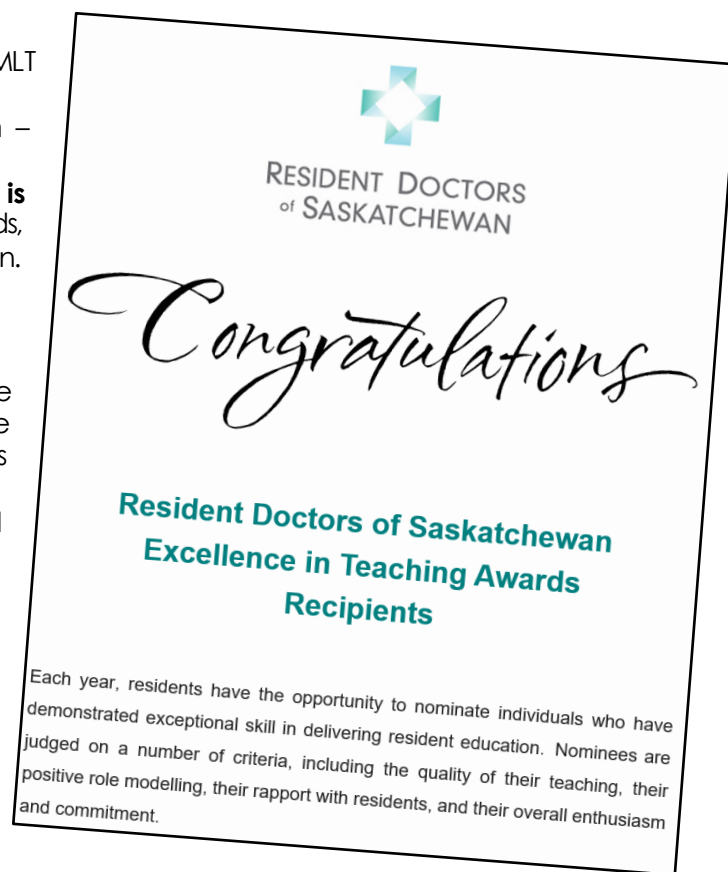 MLT
–
is
RESIDENT DOCTORS
of SASKATCHEWAN
Congratulations
Resident Doctors of Saskatchewan
Excellence in Teaching Awards
Recipients
Each year, residents have the opportunity to nominate individuals who have
demonstrated exceptional skill in delivering resident education. Nominees are
judged on a number of criteria, including the quality of their teaching, their
positive role modelling, their rapport with residents, and their overall enthusiasm
and commitment.